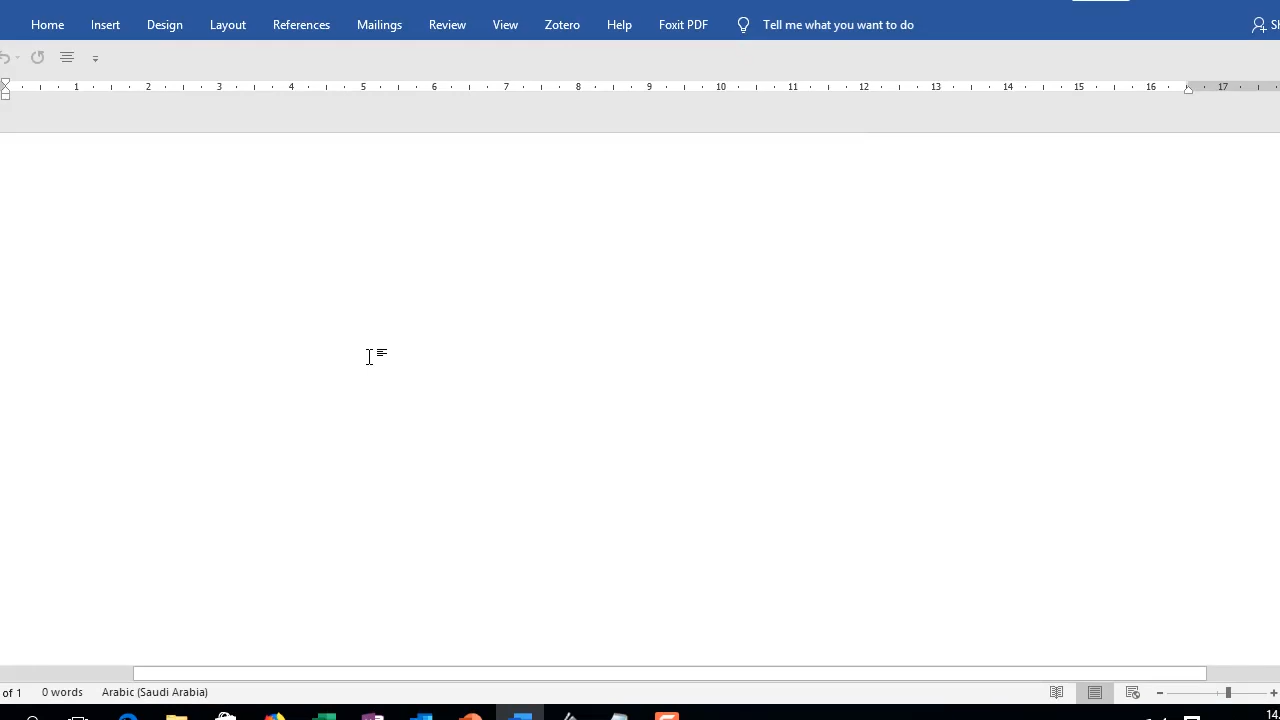 Home Insert Design Layout References Mailings Review View Zotero Help Foxit PDF Tell me what you want to do
1 2 3 4 5 6 7 8 9 10 11 12 13 14 15 16 17
of 1 0 words Arabic (Saudi Arabia)